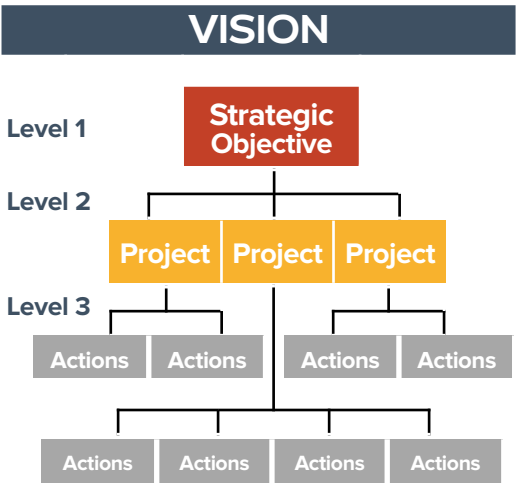 VISION
Level 1
Strategic
Objective
Level 2
Project Project Project
Level 3
Actions Actions Actions Actions
Actions Actions Actions Actions